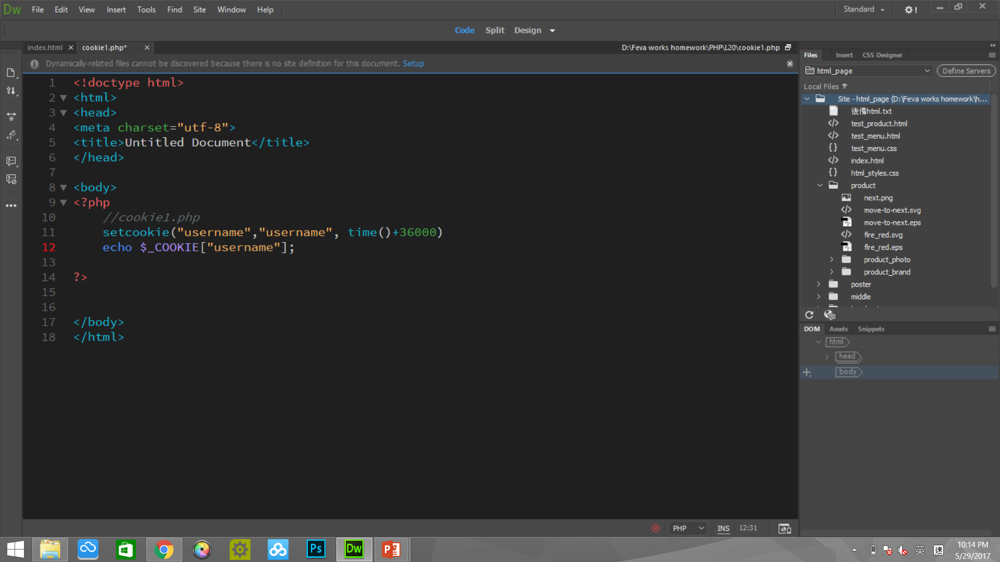 Dw File Edit View Insert Tools Find Site Window Help Standard
Code Split Design
index.html cookie1.php* D:\Feva works homework\PHP\L20\cookie1.php
Dynamically-related files cannot be discovered because there is no site definition for this document. Setup
1 <!doctype html>
2 <html>
3 <head>
4 <meta charset="utf-8">
5 <title>Untitled Document</title>
6 </head>
7
8 <body>
9 <?php
10 //cookie1.php
11 setcookie("username","username", time()+36000)
12 echo $_COOKIE["username"];
13
14 ?>
15
16
17 </body>
18 </html>
PHP INS 12:31
Files Insert CSS Designer
html_page Define Servers
Local Files
Site - html_page (D:\Feva works homework\h...
後備html.txt
test_product.html
test_menu.html
test_menu.css
index.html
html_styles.css
product
next.png
move-to-next.svg
move-to-next.eps
fire_red.svg
fire_red.eps
product_photo
product_brand
poster
middle
DOM Assets Snippets
html
head
body
Ps Dw 英 速 10:14 PM
5/29/2017